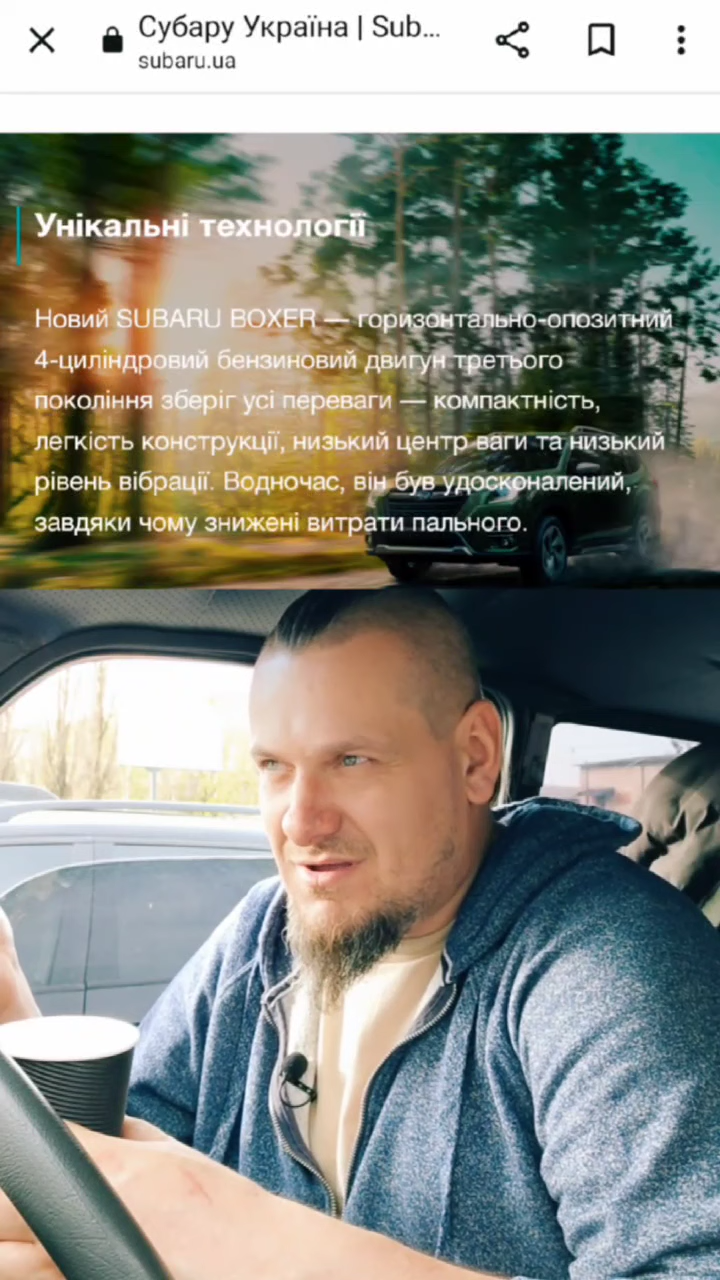 Субару Україна | Sub...
subaru.ua
Унікальні технології
Новий SUBARU BOXER — горизонтально-опозитний
4-циліндровий бензиновий двигун третього
покоління зберіг усі переваги — компактність,
легкість конструкції, низький центр ваги та низький
рівень вібрації. Водночас, він був удосконалений,
завдяки чому знижені витрати пального.